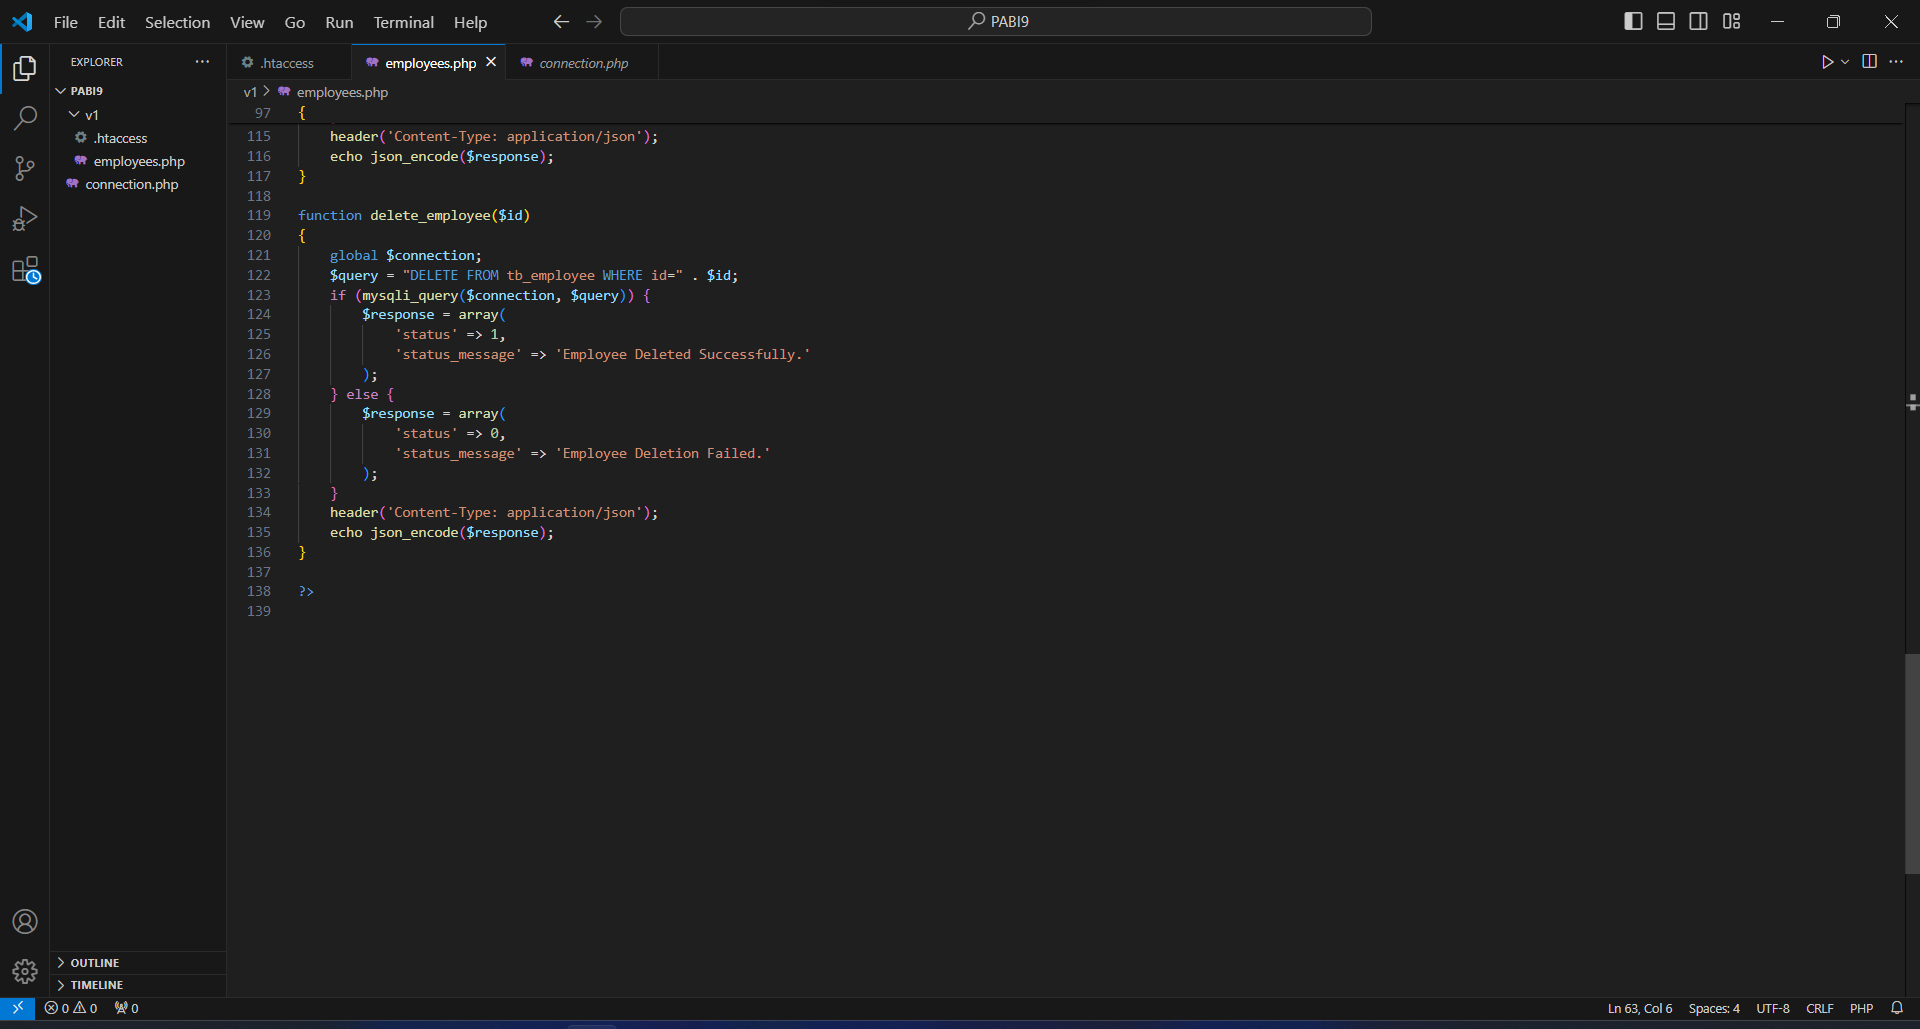 File Edit Selection View Go Run Terminal Help PABI9
EXPLORER
.htaccess employees.php connection.php
PABI9
v1
.htaccess
employees.php
connection.php
v1 employees.php
97 {
115     header('Content-Type: application/json');
116     echo json_encode($response);
117 }
118
119 function delete_employee($id)
120 {
121     global $connection;
122     $query = "DELETE FROM tb_employee WHERE id=" . $id;
123     if (mysqli_query($connection, $query)) {
124         $response = array(
125             'status' => 1,
126             'status_message' => 'Employee Deleted Successfully.'
127         );
128     } else {
129         $response = array(
130             'status' => 0,
131             'status_message' => 'Employee Deletion Failed.'
132         );
133     }
134     header('Content-Type: application/json');
135     echo json_encode($response);
136 }
137
138 ?>
139
OUTLINE
TIMELINE
0 0 0 Ln 63, Col 6 Spaces: 4 UTF-8 CRLF PHP